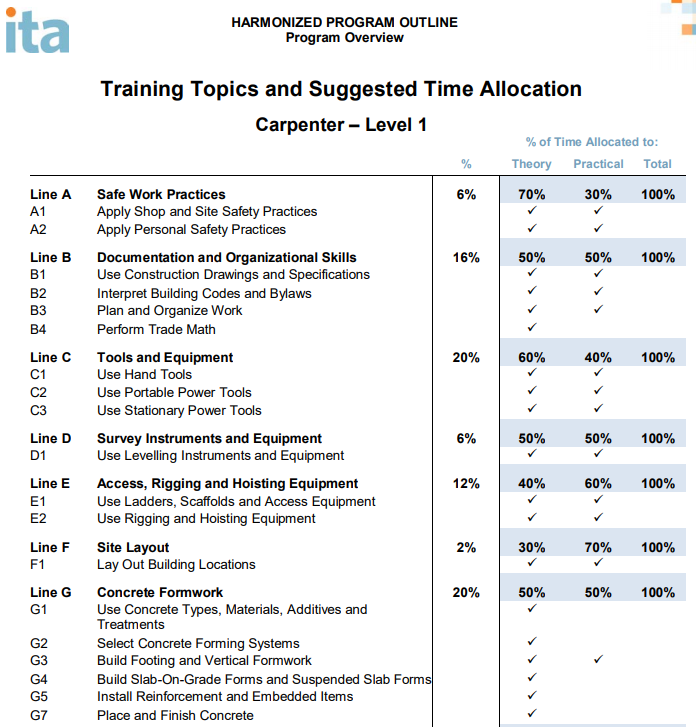 ita
HARMONIZED PROGRAM OUTLINE
Program Overview
Training Topics and Suggested Time Allocation
Carpenter – Level 1
% of Time Allocated to:
% Theory Practical Total
Line A Safe Work Practices 6% 70% 30% 100%
A1 Apply Shop and Site Safety Practices ✓ ✓
A2 Apply Personal Safety Practices ✓ ✓
Line B Documentation and Organizational Skills 16% 50% 50% 100%
B1 Use Construction Drawings and Specifications ✓ ✓
B2 Interpret Building Codes and Bylaws ✓ ✓
B3 Plan and Organize Work ✓ ✓
B4 Perform Trade Math ✓
Line C Tools and Equipment 20% 60% 40% 100%
C1 Use Hand Tools ✓ ✓
C2 Use Portable Power Tools ✓ ✓
C3 Use Stationary Power Tools ✓ ✓
Line D Survey Instruments and Equipment 6% 50% 50% 100%
D1 Use Levelling Instruments and Equipment ✓ ✓
Line E Access, Rigging and Hoisting Equipment 12% 40% 60% 100%
E1 Use Ladders, Scaffolds and Access Equipment ✓ ✓
E2 Use Rigging and Hoisting Equipment ✓ ✓
Line F Site Layout 2% 30% 70% 100%
F1 Lay Out Building Locations ✓ ✓
Line G Concrete Formwork 20% 50% 50% 100%
G1 Use Concrete Types, Materials, Additives and ✓
Treatments
G2 Select Concrete Forming Systems ✓
G3 Build Footing and Vertical Formwork ✓ ✓
G4 Build Slab-On-Grade Forms and Suspended Slab Forms ✓
G5 Install Reinforcement and Embedded Items ✓
G7 Place and Finish Concrete ✓